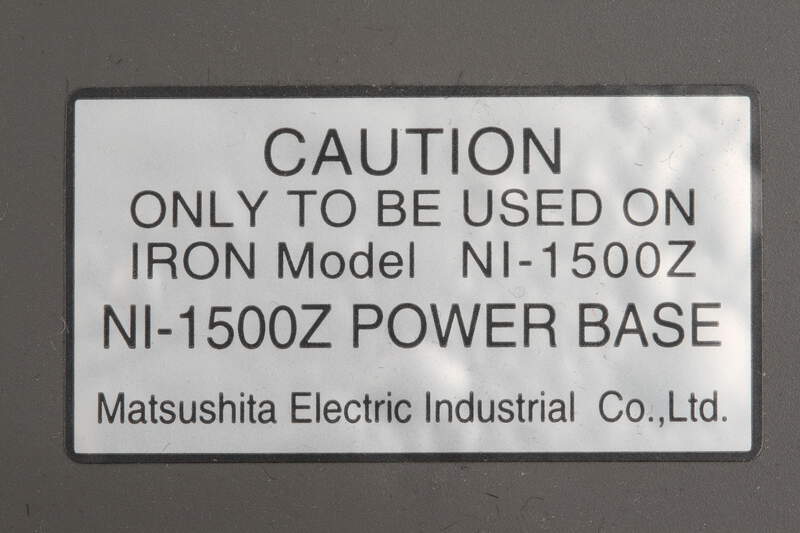 CAUTION
ONLY TO BE USED ON
IRON Model NI-1500Z
NI-1500Z POWER BASE
Matsushita Electric Industrial Co.,Ltd.